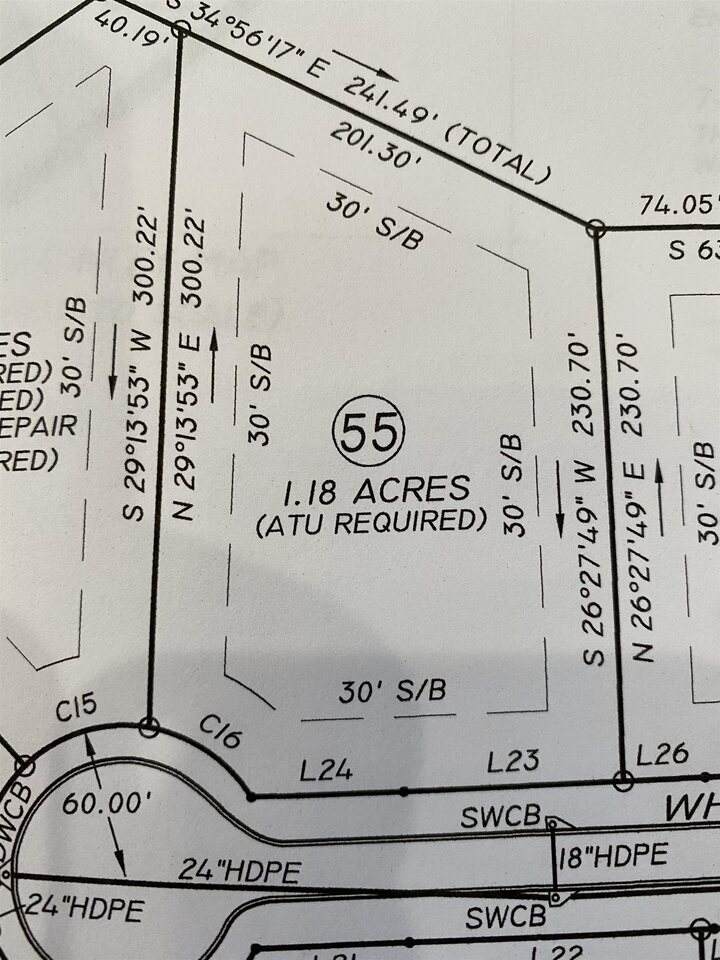 S 34°56'17" E 241.49' (TOTAL)
40.19'
201.30'
74.05'
S 63
30' S/B
30' S/B
S 29°13'53" W 300.22'
N 29°13'53" E 300.22'
30' S/B
ES
RED)
ED)
EPAIR
RED)
55
1.18 ACRES
(ATU REQUIRED)
30' S/B
S 26°27'49" W 230.70'
N 26°27'49" E 230.70'
30' S/B
30' S/B
C15
C16
L24
L23
L26
60.00'
SWCB
SWCB
WH
18"HDPE
24"HDPE
24"HDPE
SWCB
L22